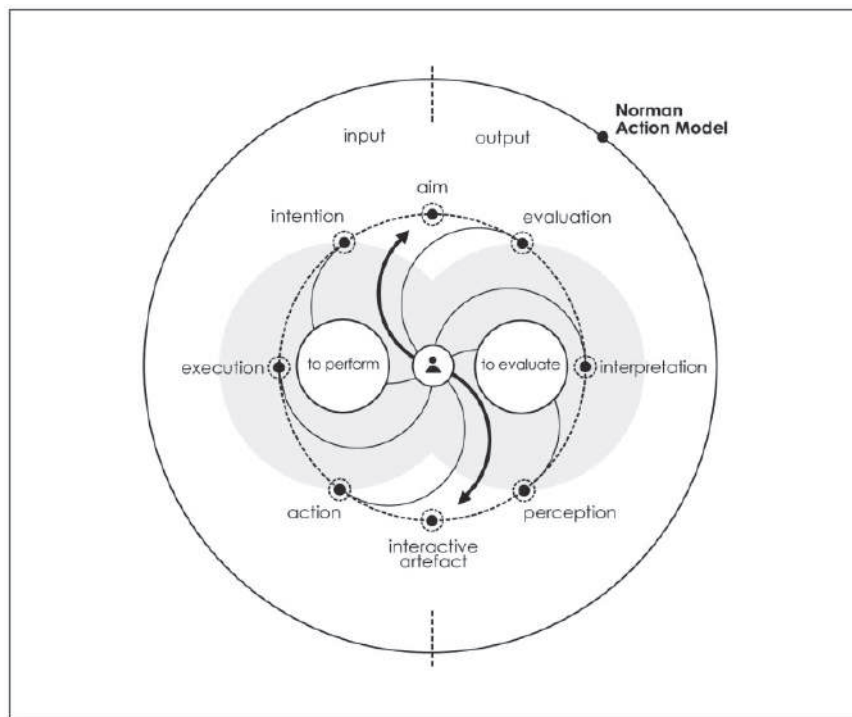 Norman
Action Model
input
output
aim
intention
evaluation
execution
to perform
to evaluate
interpretation
action
perception
interactive
artefact